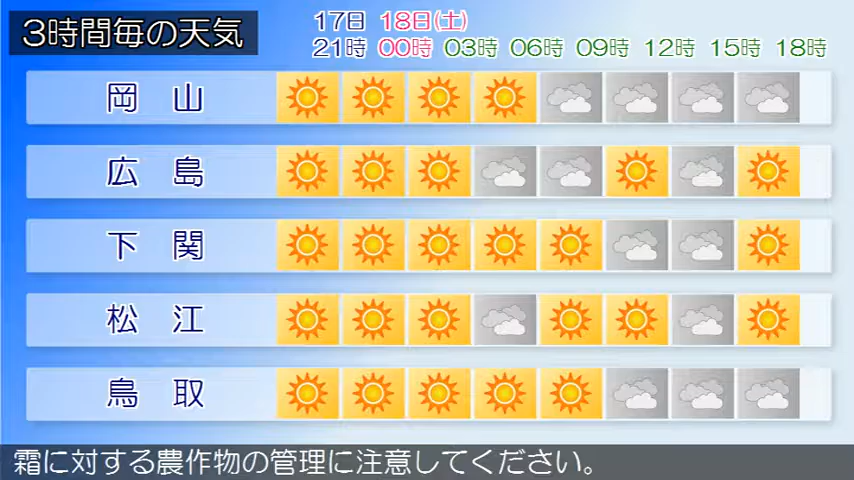 3時間毎の天気
17日 18日(土)
21時 00時 03時 06時 09時 12時 15時 18時
岡 山
広 島
下 関
松 江
鳥 取
霜に対する農作物の管理に注意してください。